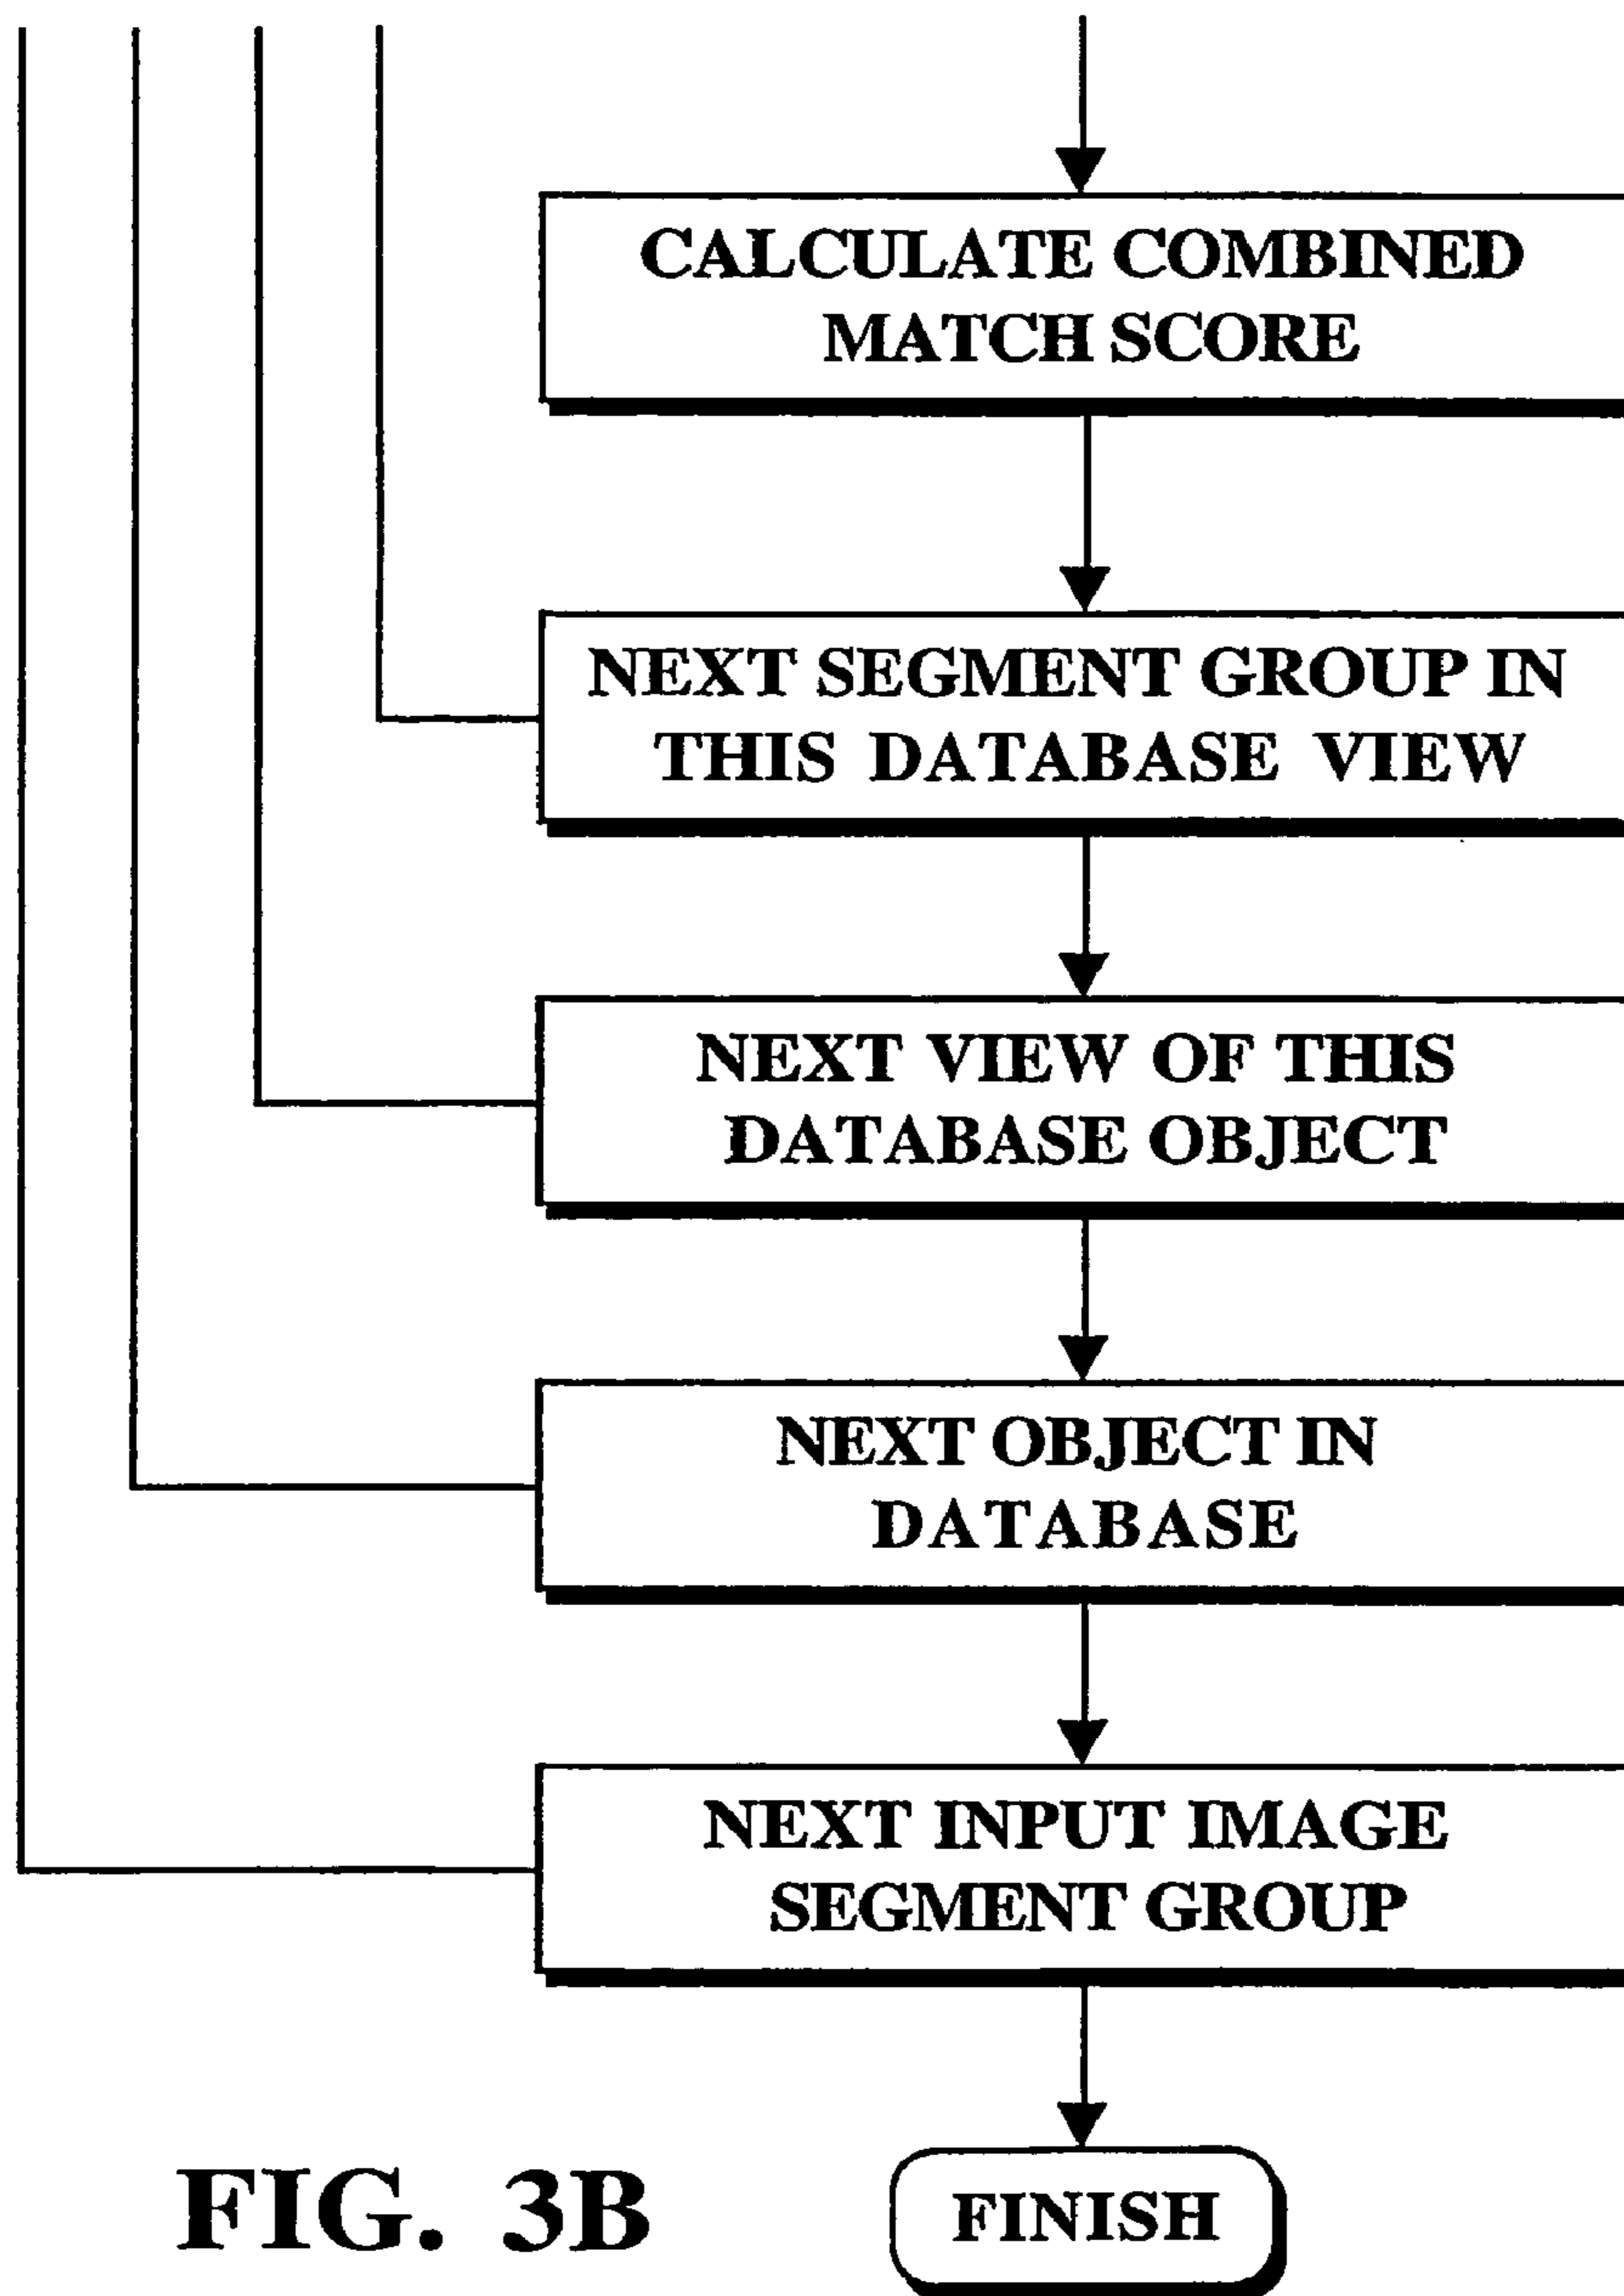 CALCULATE COMBINED
MATCH SCORE
NEXT SEGMENT GROUP IN
THIS DATABASE VIEW
NEXT VIEW OF THIS
DATABASE OBJECT
NEXT OBJECT IN
DATABASE
NEXT INPUT IMAGE
SEGMENT GROUP
FINISH
FIG. 3B